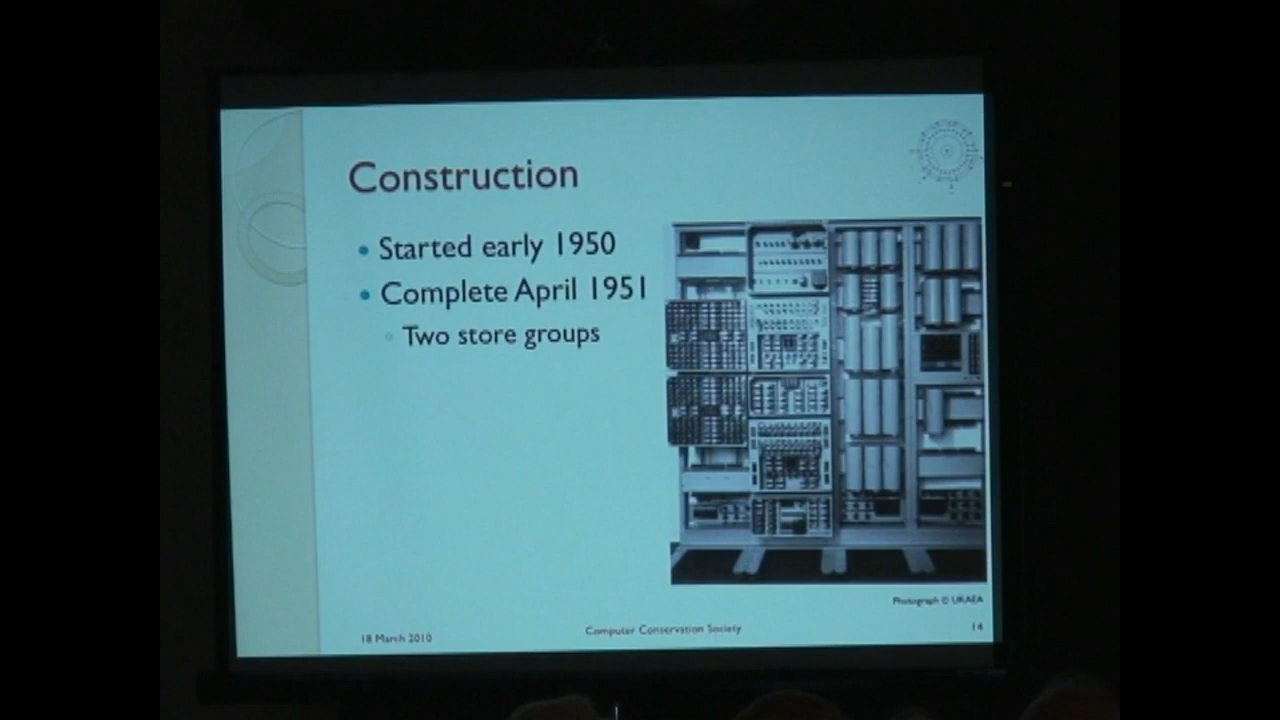 Construction
Started early 1950
Complete April 1951
Two store groups
Photograph © UKAEA
18 March 2010
Computer Conservation Society
14